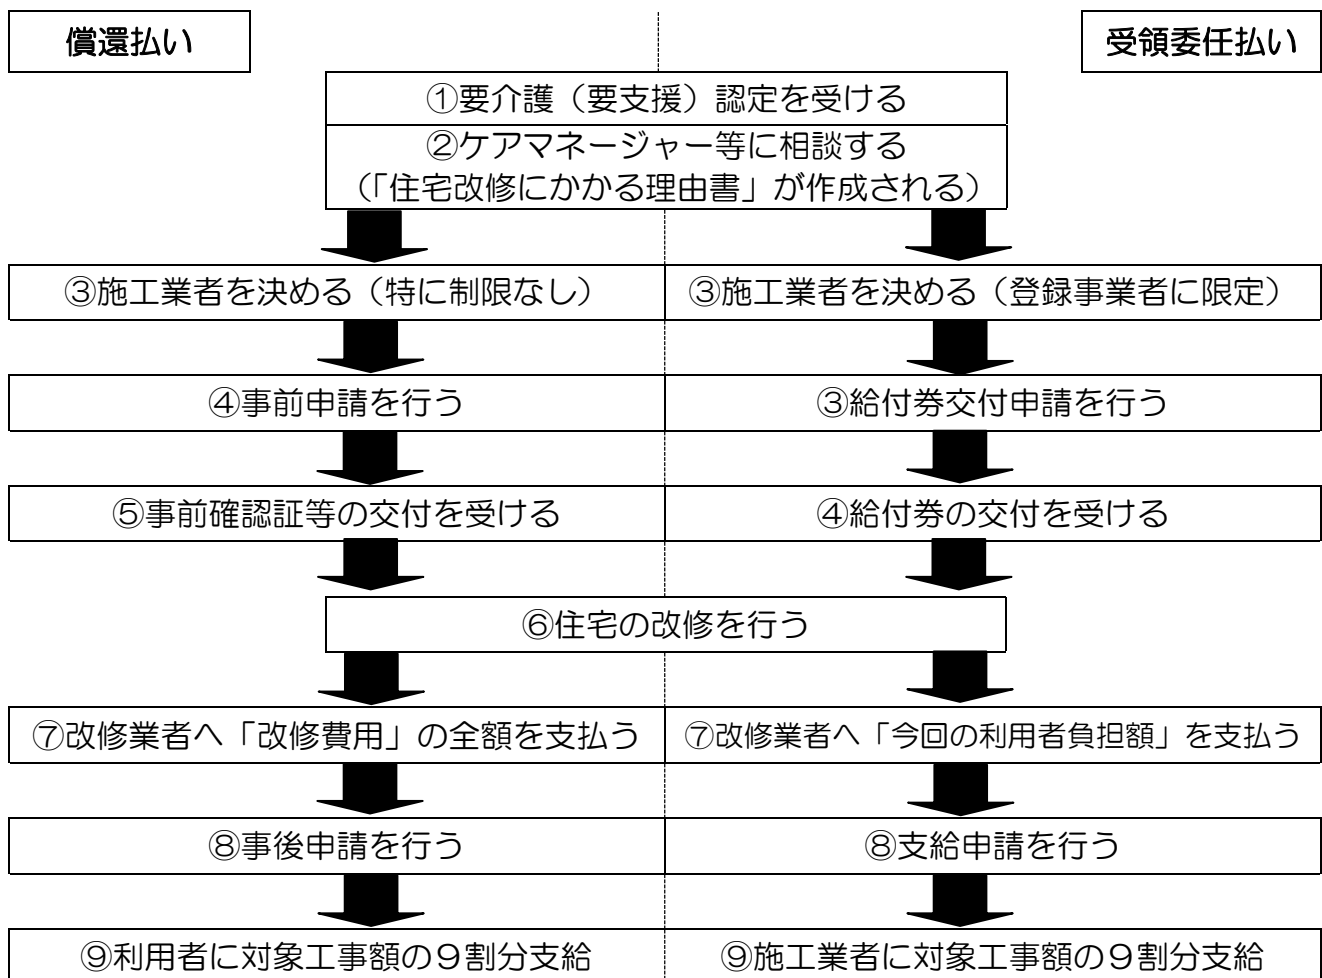 償還払い
受領委任払い
①要介護（要支援）認定を受ける
②ケアマネージャー等に相談する
（「住宅改修にかかる理由書」が作成される）
③施工業者を決める（特に制限なし）
③施工業者を決める（登録事業者に限定）
④事前申請を行う
③給付券交付申請を行う
⑤事前確認証等の交付を受ける
④給付券の交付を受ける
⑥住宅の改修を行う
⑦改修業者へ「改修費用」の全額を支払う
⑦改修業者へ「今回の利用者負担額」を支払う
⑧事後申請を行う
⑧支給申請を行う
⑨利用者に対象工事額の９割分支給
⑨施工業者に対象工事額の９割分支給